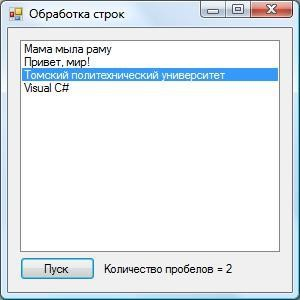 Обработка строк
Мама мыла раму
Привет, мир!
Томский политехнический университет
Visual C#
Пуск
Количество пробелов = 2